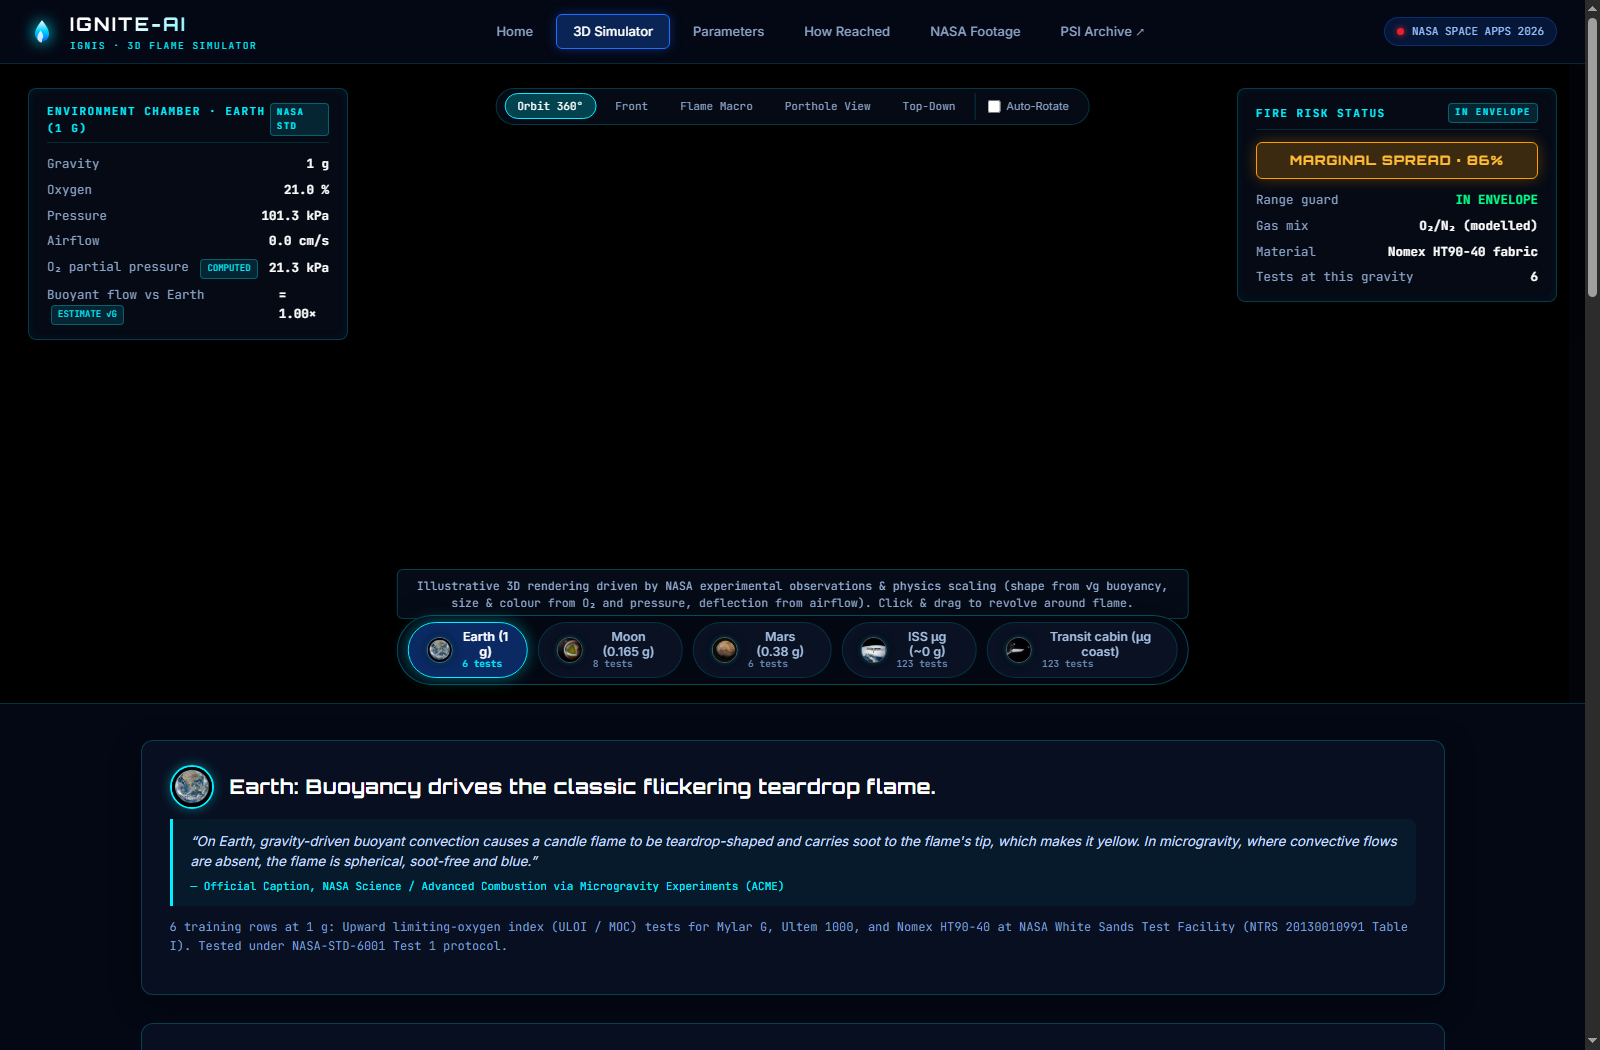 IGNITE-AI
IGNIS · 3D FLAME SIMULATOR
Home
3D Simulator
Parameters
How Reached
NASA Footage
PSI Archive ↗
NASA SPACE APPS 2026
ENVIRONMENT CHAMBER · EARTH
(1 G)
NASA
STD
Gravity
1 g
Oxygen
21.0 %
Pressure
101.3 kPa
Airflow
0.0 cm/s
O₂ partial pressure
COMPUTED
21.3 kPa
Buoyant flow vs Earth
ESTIMATE √G
=
1.00×
Orbit 360°
Front
Flame Macro
Porthole View
Top-Down
Auto-Rotate
FIRE RISK STATUS
IN ENVELOPE
MARGINAL SPREAD · 86%
Range guard
IN ENVELOPE
Gas mix
O₂/N₂ (modelled)
Material
Nomex HT90-40 fabric
Tests at this gravity
6
Illustrative 3D rendering driven by NASA experimental observations & physics scaling (shape from √g buoyancy,
size & colour from O₂ and pressure, deflection from airflow). Click & drag to revolve around flame.
Earth (1
g)
6 tests
Moon
(0.165 g)
8 tests
Mars
(0.38 g)
6 tests
ISS µg
(~0 g)
123 tests
Transit cabin (µg
coast)
123 tests
Earth: Buoyancy drives the classic flickering teardrop flame.
“On Earth, gravity-driven buoyant convection causes a candle flame to be teardrop-shaped and carries soot to the flame's tip, which makes it yellow. In microgravity, where convective flows
are absent, the flame is spherical, soot-free and blue.”
— Official Caption, NASA Science / Advanced Combustion via Microgravity Experiments (ACME)
6 training rows at 1 g: Upward limiting-oxygen index (ULOI / MOC) tests for Mylar G, Ultem 1000, and Nomex HT90-40 at NASA White Sands Test Facility (NTRS 20130010991 Table
I). Tested under NASA-STD-6001 Test 1 protocol.